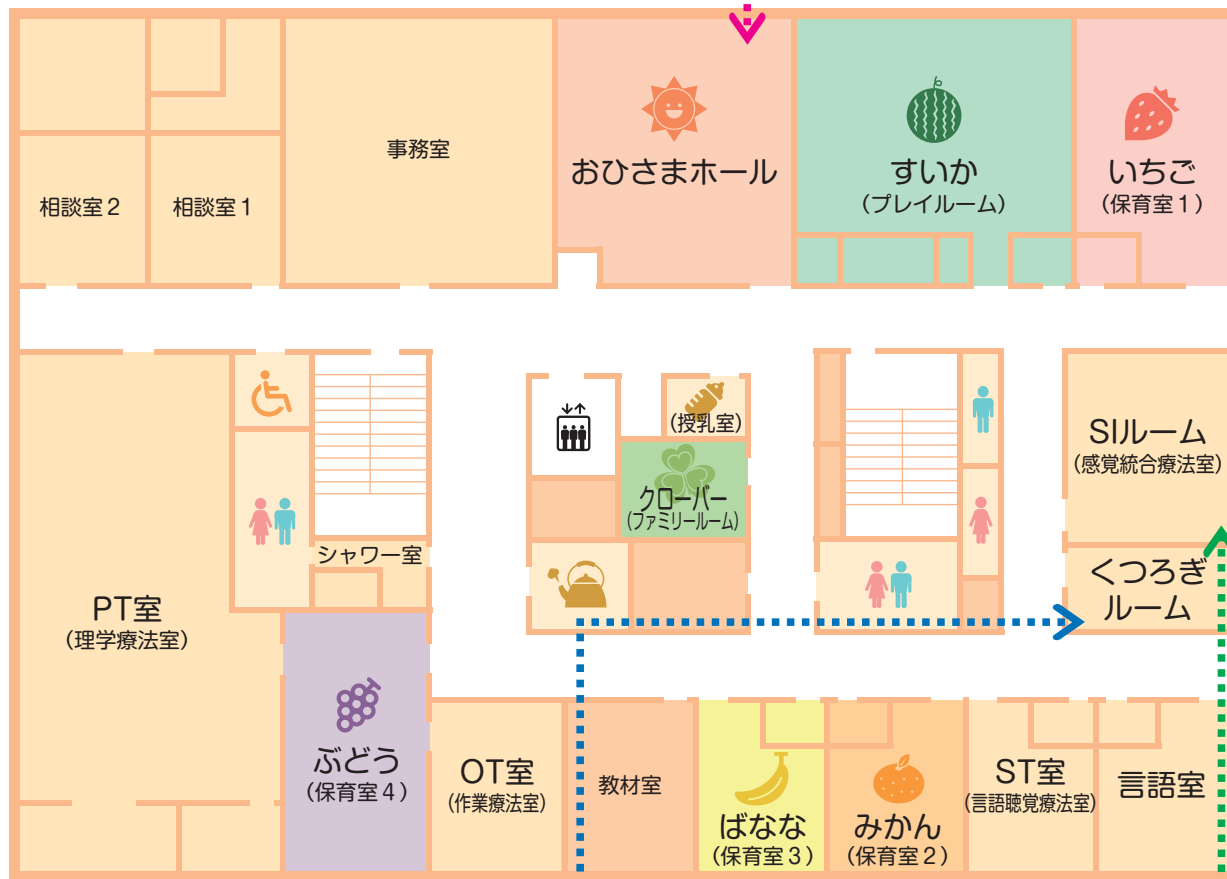 事務室
おひさまホール
すいか
(プレイルーム)
いちご
(保育室1)
相談室2
相談室1
(授乳室)
クローバー
(ファミリールーム)
SIルーム
(感覚統合療法室)
シャワー室
くつろぎ
ルーム
PT室
(理学療法室)
ぶどう
(保育室4)
OT室
(作業療法室)
教材室
ばなな
(保育室3)
みかん
(保育室2)
ST室
(言語聴覚療法室)
言語室